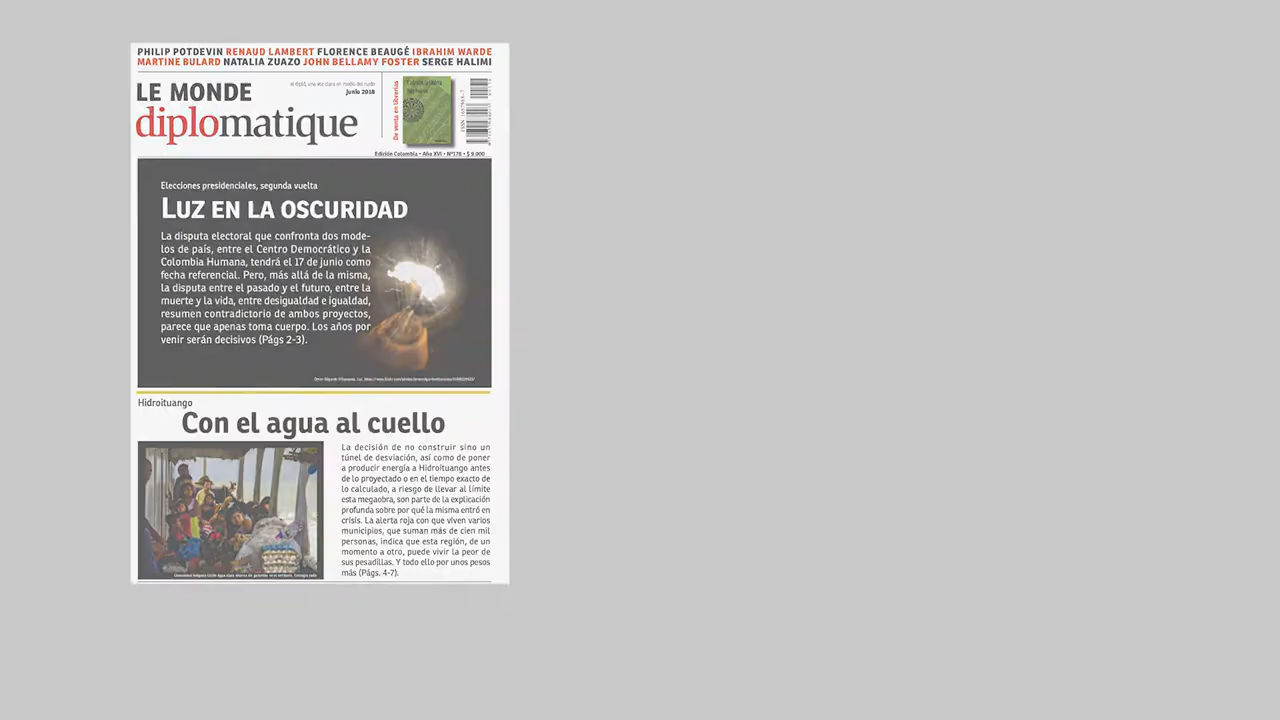 PHILIP POTDEVIN RENAUD LAMBERT FLORENCE BEAUGÉ IBRAHIM WARDE
MARTINE BULARD NATALIA ZUAZO JOHN BELLAMY FOSTER SERGE HALIMI
LE MONDE
diplomatique
el dipló, una voz clara en medio del ruido
Junio 2018
De venta en librerías
Edición Colombia • Año XVI • Nº178 • $ 9.000
Elecciones presidenciales, segunda vuelta
LUZ EN LA OSCURIDAD
La disputa electoral que confronta dos mode-
los de país, entre el Centro Democrático y la
Colombia Humana, tendrá el 17 de junio como
fecha referencial. Pero, más allá de la misma,
la disputa entre el pasado y el futuro, entre la
muerte y la vida, entre desigualdad e igualdad,
resumen contradictorio de ambos proyectos,
parece que apenas toma cuerpo. Los años por
venir serán decisivos (Págs 2-3).
Hidroituango
Con el agua al cuello
La decisión de no construir sino un
túnel de desviación, así como de poner
a producir energía a Hidroituango antes
de lo proyectado o en el tiempo exacto de
lo calculado, a riesgo de llevar al límite
esta megaobra, son parte de la explicación
profunda sobre por qué la misma entró en
crisis. La alerta roja con que viven varios
municipios, que suman más de cien mil
personas, indica que esta región, de un
momento a otro, puede vivir la peor de
sus pesadillas. Y todo ello por unos pesos
más (Págs. 4-7).